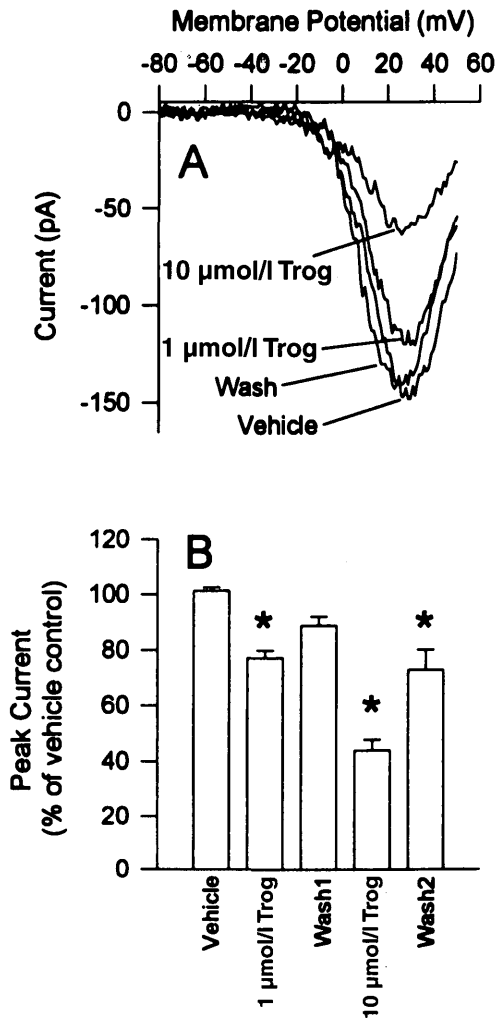 Membrane Potential (mV)
-80 -60 -40 -20 0 20 40 60
0
A
-50
Current (pA)
10 µmol/l Trog
-100
1 µmol/l Trog
Wash
-150
Vehicle
120
B
100
*
*
80
Peak Current
(% of vehicle control)
60
*
40
20
0
Vehicle
1 µmol/l Trog
Wash1
10 µmol/l Trog
Wash2